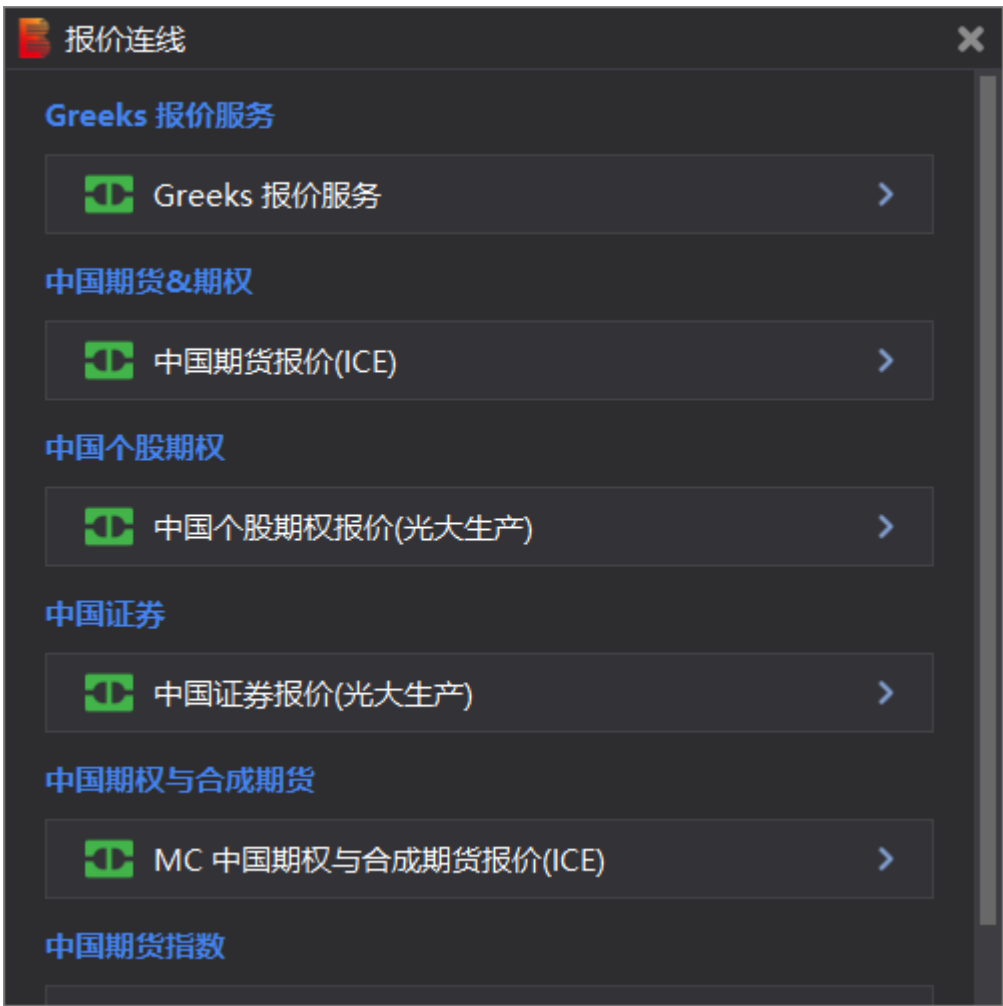 报价连线
Greeks 报价服务
Greeks 报价服务
中国期货&期权
中国期货报价(ICE)
中国个股期权
中国个股期权报价(光大生产)
中国证券
中国证券报价(光大生产)
中国期权与合成期货
MC 中国期权与合成期货报价(ICE)
中国期货指数